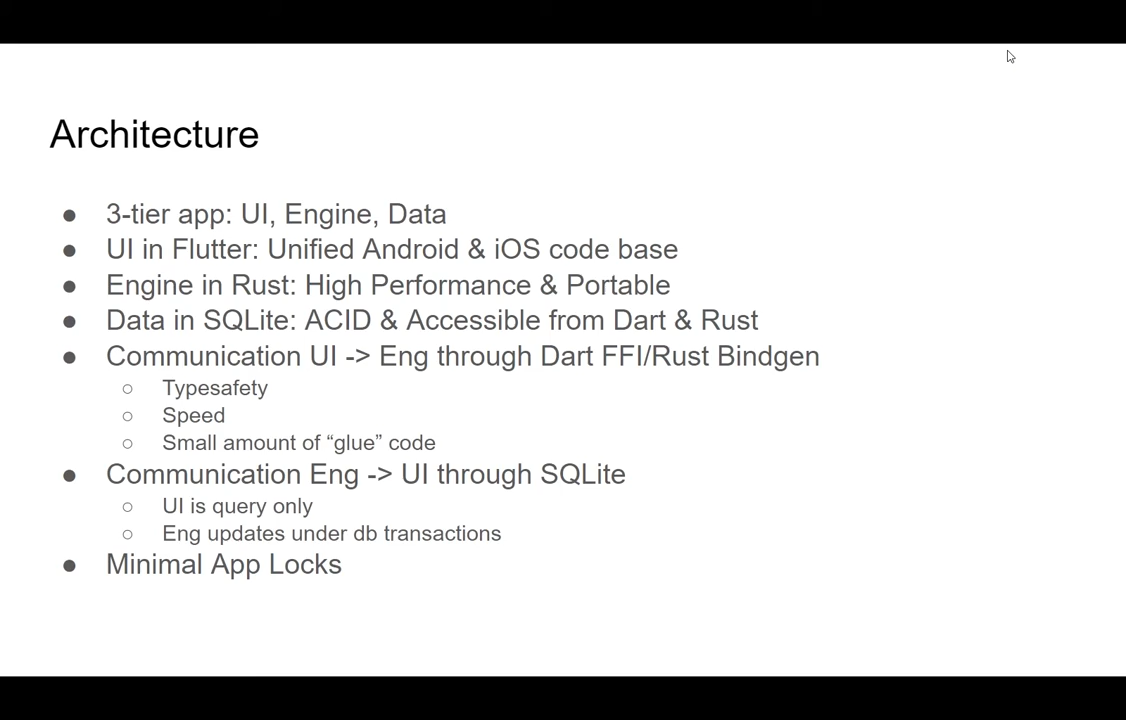 Architecture
● 3-tier app: UI, Engine, Data
● UI in Flutter: Unified Android & iOS code base
● Engine in Rust: High Performance & Portable
● Data in SQLite: ACID & Accessible from Dart & Rust
● Communication UI -> Eng through Dart FFI/Rust Bindgen
○ Typesafety
○ Speed
○ Small amount of “glue” code
● Communication Eng -> UI through SQLite
○ UI is query only
○ Eng updates under db transactions
● Minimal App Locks